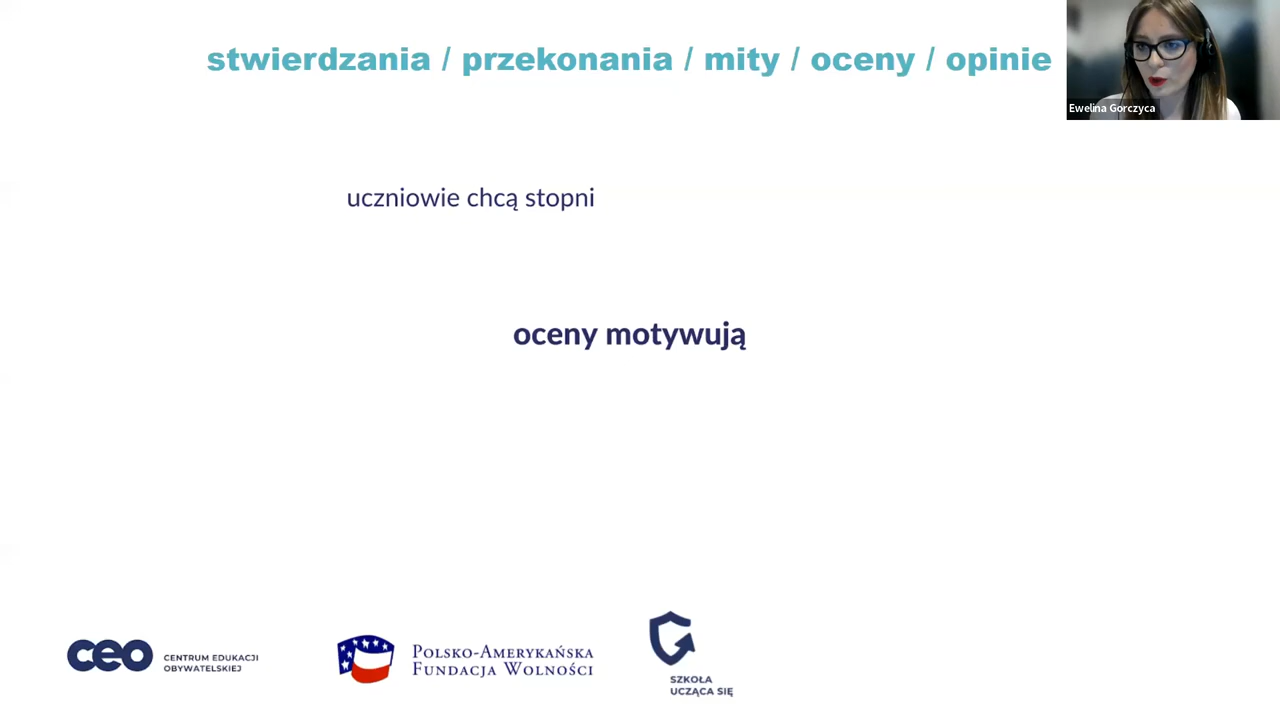 stwierdzania / przekonania / mity / oceny / opinie
Ewelina Gorczyca
uczniowie chcą stopni
oceny motywują
ceo
CENTRUM EDUKACJI
OBYWATELSKIEJ
POLSKO-AMERYKAŃSKA
FUNDACJA WOLNOŚCI
SZKOŁA
UCZĄCA SIĘ